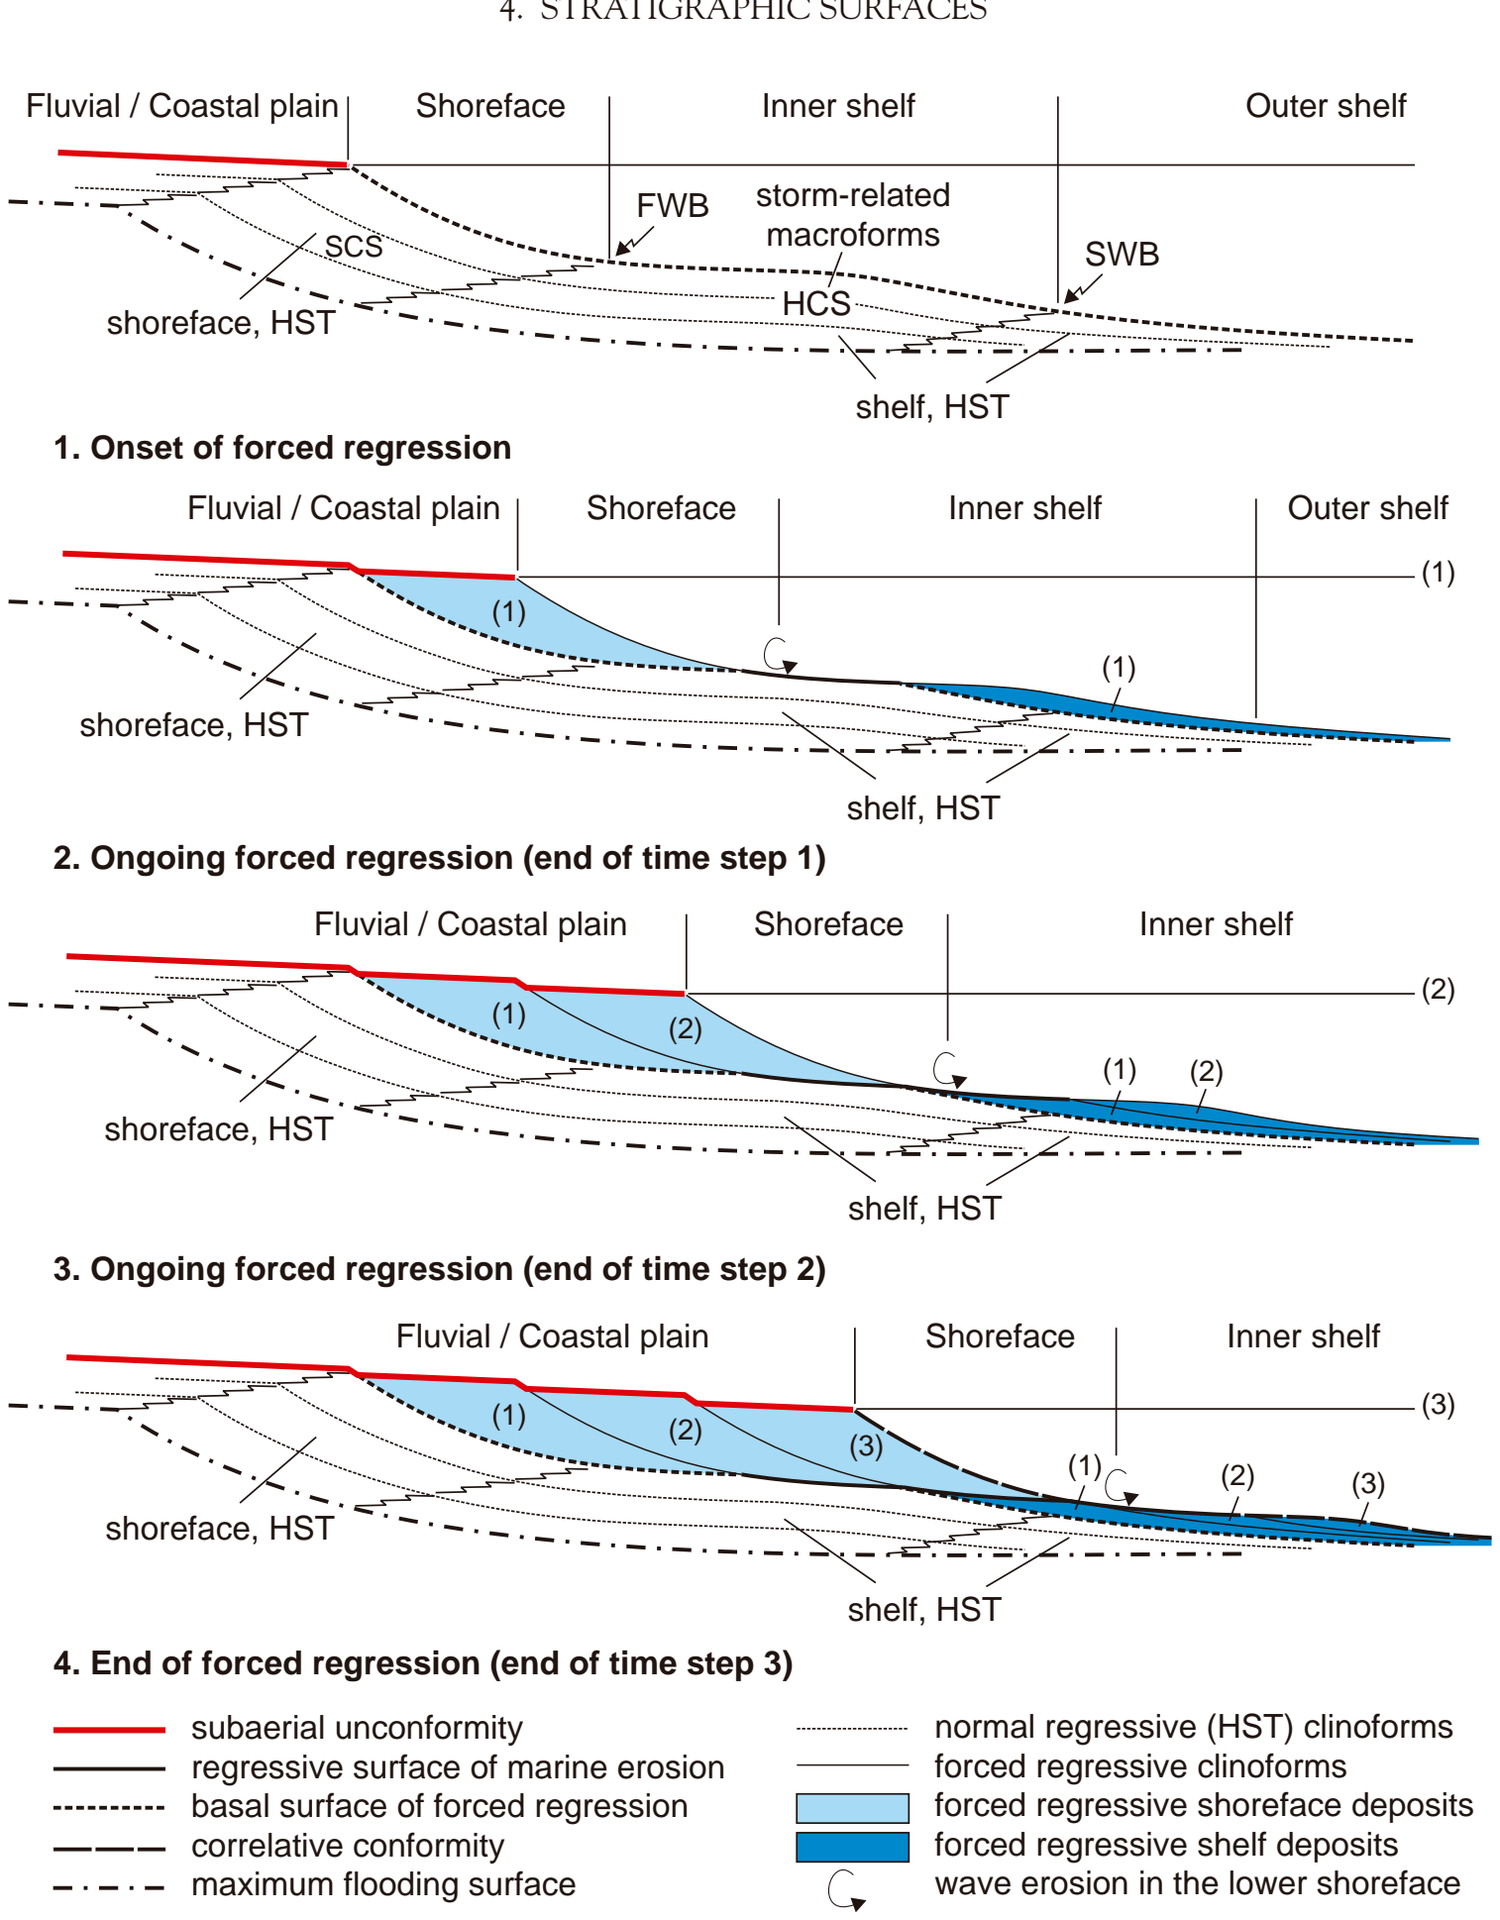 4. STRATIGRAPHIC SURFACES
Fluvial / Coastal plain
Shoreface
Inner shelf
Outer shelf
FWB
storm-related
macroforms
SCS
SWB
HCS
shoreface, HST
shelf, HST
1. Onset of forced regression
Fluvial / Coastal plain
Shoreface
Inner shelf
Outer shelf
(1)
(1)
(1)
shoreface, HST
shelf, HST
2. Ongoing forced regression (end of time step 1)
Fluvial / Coastal plain
Shoreface
Inner shelf
(2)
(1)
(2)
(1)
(2)
shoreface, HST
shelf, HST
3. Ongoing forced regression (end of time step 2)
Fluvial / Coastal plain
Shoreface
Inner shelf
(3)
(1)
(2)
(3)
(1)
(2)
(3)
shoreface, HST
shelf, HST
4. End of forced regression (end of time step 3)
subaerial unconformity
regressive surface of marine erosion
basal surface of forced regression
correlative conformity
maximum flooding surface
normal regressive (HST) clinoforms
forced regressive clinoforms
forced regressive shoreface deposits
forced regressive shelf deposits
wave erosion in the lower shoreface